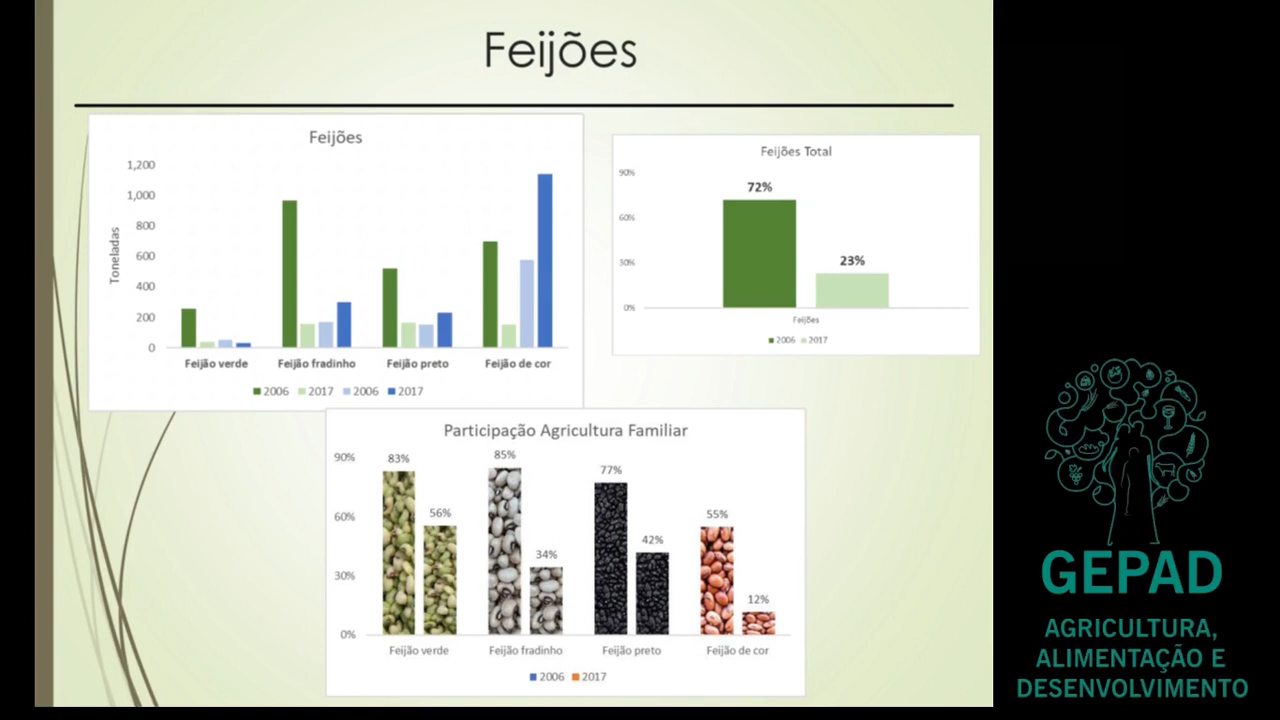 Feijões
Feijões
1,200
1,000
800
600
400
200
0
Toneladas
Feijão verde Feijão fradinho Feijão preto Feijão de cor
2006 2017 2006 2017
Feijões Total
90%
60%
30%
0%
72%
23%
Feijões
2006 2017
Participação Agricultura Familiar
90%
60%
30%
0%
83% 56% 85% 34% 77% 42% 55% 12%
Feijão verde Feijão fradinho Feijão preto Feijão de cor
2006 2017
GEPAD
AGRICULTURA,
ALIMENTAÇÃO E
DESENVOLVIMENTO